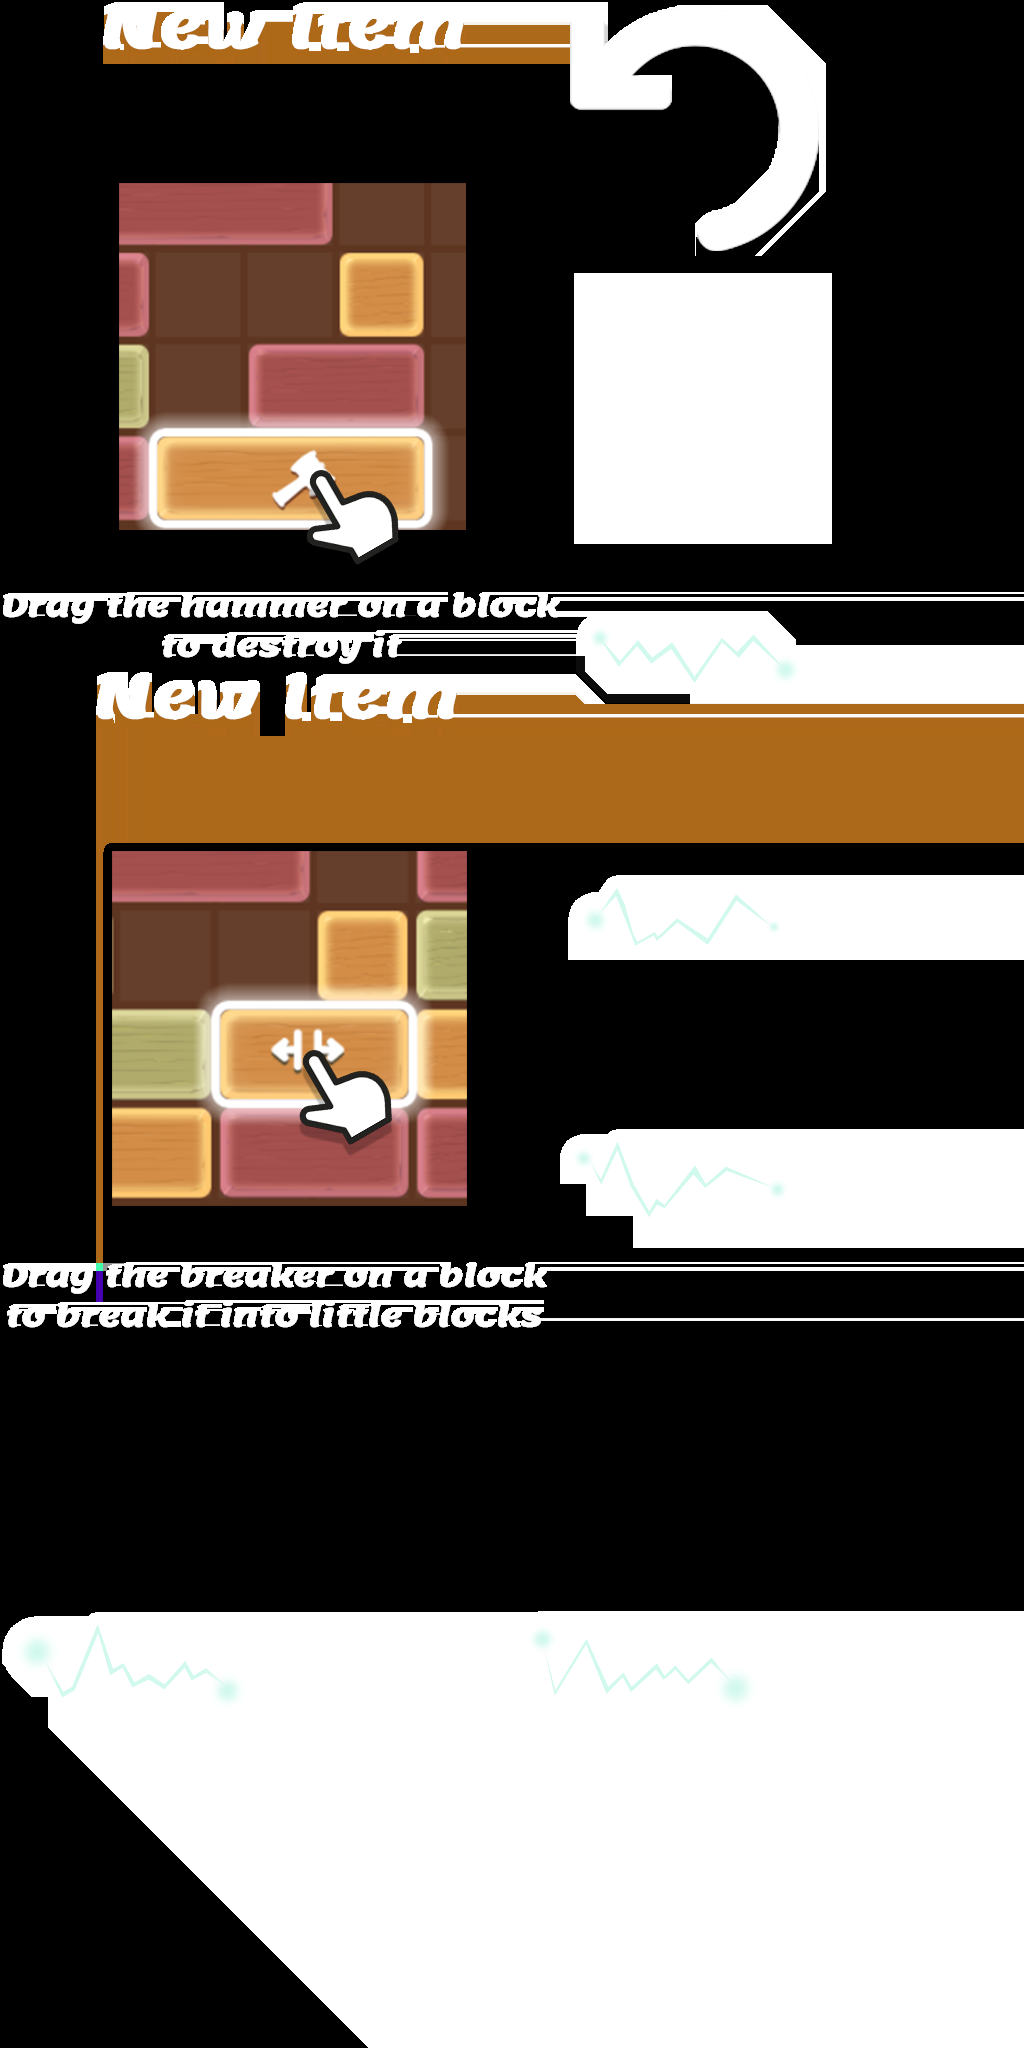 New Item
Drag the hammer on a block
to destroy it
New Item
Drag the breaker on a block
to break it into little blocks